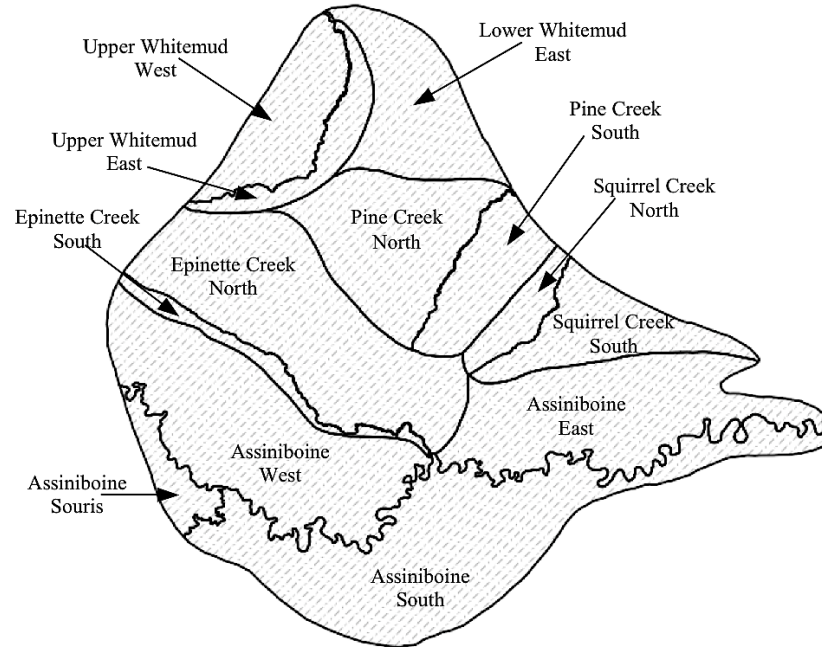 Upper Whitemud
West
Lower Whitemud
East
Pine Creek
South
Upper Whitemud
East
Squirrel Creek
North
Epinette Creek
South
Pine Creek
North
Epinette Creek
North
Squirrel Creek
South
Assiniboine
East
Assiniboine
West
Assiniboine
Souris
Assiniboine
South